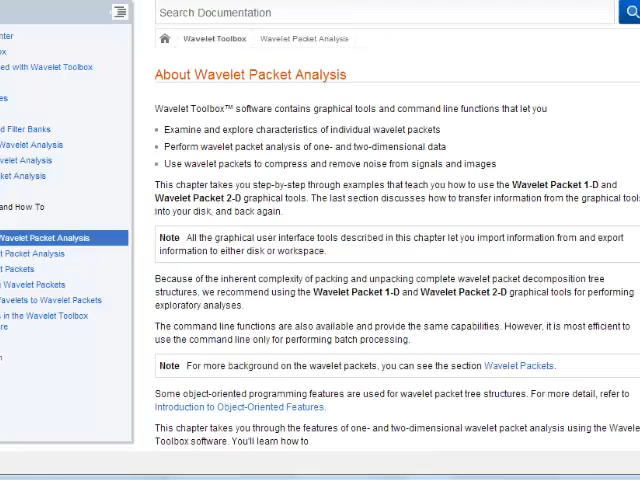 Search Documentation
Wavelet Toolbox Wavelet Packet Analysis
nter
ox
ed with Wavelet Toolbox
es
d Filter Banks
Wavelet Analysis
velet Analysis
ket Analysis
and How To
Wavelet Packet Analysis
t Packet Analysis
t Packets
g Wavelet Packets
Wavelets to Wavelet Packets
s in the Wavelet Toolbox
re
n
About Wavelet Packet Analysis
Wavelet Toolbox™ software contains graphical tools and command line functions that let you
Examine and explore characteristics of individual wavelet packets
Perform wavelet packet analysis of one- and two-dimensional data
Use wavelet packets to compress and remove noise from signals and images
This chapter takes you step-by-step through examples that teach you how to use the Wavelet Packet 1-D and
Wavelet Packet 2-D graphical tools. The last section discusses how to transfer information from the graphical tools
into your disk, and back again.
Note All the graphical user interface tools described in this chapter let you import information from and export
information to either disk or workspace.
Because of the inherent complexity of packing and unpacking complete wavelet packet decomposition tree
structures, we recommend using the Wavelet Packet 1-D and Wavelet Packet 2-D graphical tools for performing
exploratory analyses.
The command line functions are also available and provide the same capabilities. However, it is most efficient to
use the command line only for performing batch processing.
Note For more background on the wavelet packets, you can see the section Wavelet Packets.
Some object-oriented programming features are used for wavelet packet tree structures. For more detail, refer to
Introduction to Object-Oriented Features.
This chapter takes you through the features of one- and two-dimensional wavelet packet analysis using the Wavele
Toolbox software. You'll learn how to